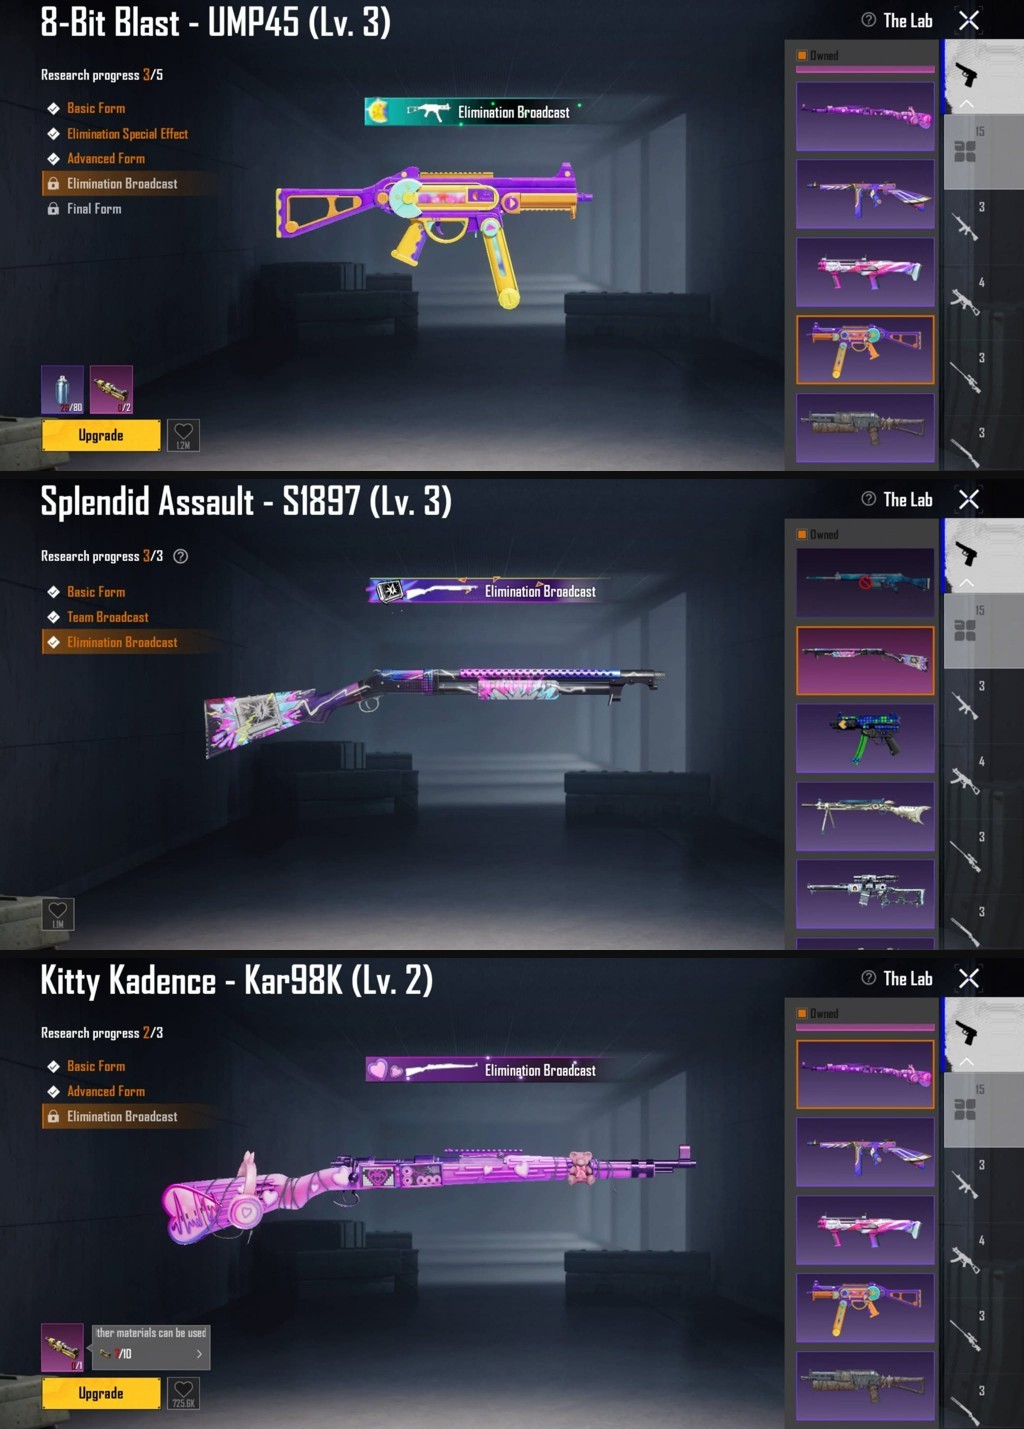 8-Bit Blast - UMP45 (Lv. 3)
The Lab
Research progress 3/5
Owned
Basic Form
Elimination Special Effect
Advanced Form
Elimination Broadcast
Final Form
Elimination Broadcast
15
3
4
3
3
/80
0/2
Upgrade
1.2M
Splendid Assault - S1897 (Lv. 3)
The Lab
Research progress 3/3
Owned
Basic Form
Team Broadcast
Elimination Broadcast
Elimination Broadcast
15
3
4
3
3
1.1M
Kitty Kadence - Kar98K (Lv. 2)
The Lab
Research progress 2/3
Owned
Basic Form
Advanced Form
Elimination Broadcast
Elimination Broadcast
15
3
4
3
3
ther materials can be used
/10
0/1
Upgrade
725.6K